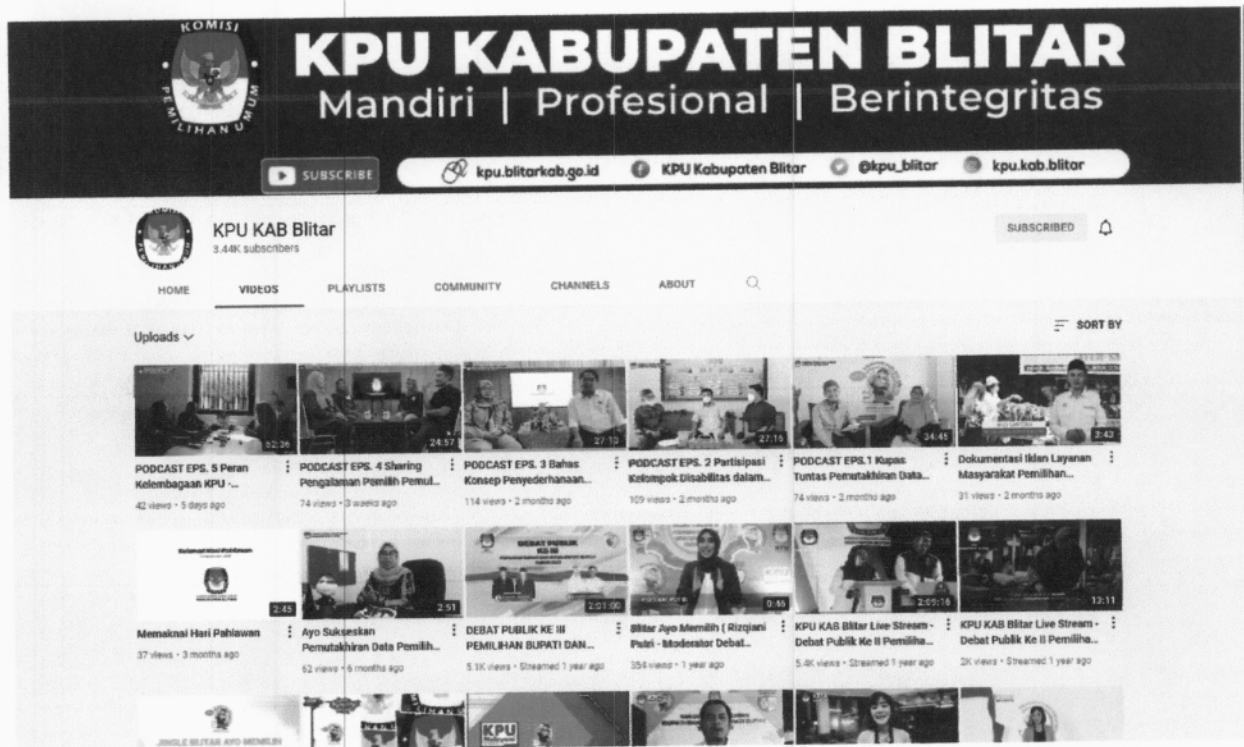 KOMISI
PEMILIHAN UMUM
KPU KABUPATEN BLITAR
Mandiri | Profesional | Berintegritas
SUBSCRIBE
kpu.blitarkab.go.id
KPU Kabupaten Blitar
@kpu_blitar
kpu.kab.blitar
KPU KAB Blitar
3.44K subscribers
SUBSCRIBED
HOME VIDEOS PLAYLISTS COMMUNITY CHANNELS ABOUT
Uploads
SORT BY
24:57
27:16
34:45
3:43
PODCAST EPS. 5 Peran
Kelembagaan KPU -...
42 views • 5 days ago
PODCAST EPS. 4 Sharing
Pengalaman Pemilih Pemul...
74 views • 3 weeks ago
PODCAST EPS. 3 Bahas
Konsep Penyederhanaan...
114 views • 2 months ago
PODCAST EPS. 2 Partisipasi
Kelompok Disabilitas dalam...
109 views • 2 months ago
PODCAST EPS.1 Kupas
Tuntas Pemutakhiran Data...
74 views • 2 months ago
Dokumentasi Iklan Layanan
Masyarakat Pemilihan...
31 views • 2 months ago
Selamat Hari Pahlawan
2:45
2:51
DEBAT PUBLIK
KE III
2:01:00
0:46
2:09:16
13:11
Memaknai Hari Pahlawan
37 views • 3 months ago
Ayo Sukseskan
Pemutakhiran Data Pemilih...
62 views • 6 months ago
DEBAT PUBLIK KE III
PEMILIHAN BUPATI DAN...
5.1K views • Streamed 1 year ago
Blitar Ayo Memilih ( Rizqiani
Putri - Moderator Debat...
354 views • 1 year ago
KPU KAB Blitar Live Stream -
Debat Publik Ke II Pemiliha...
5.4K views • Streamed 1 year ago
KPU KAB Blitar Live Stream -
Debat Publik Ke II Pemiliha...
2K views • Streamed 1 year ago
JINGLE BLITAR AYO MEMILIH
KPU